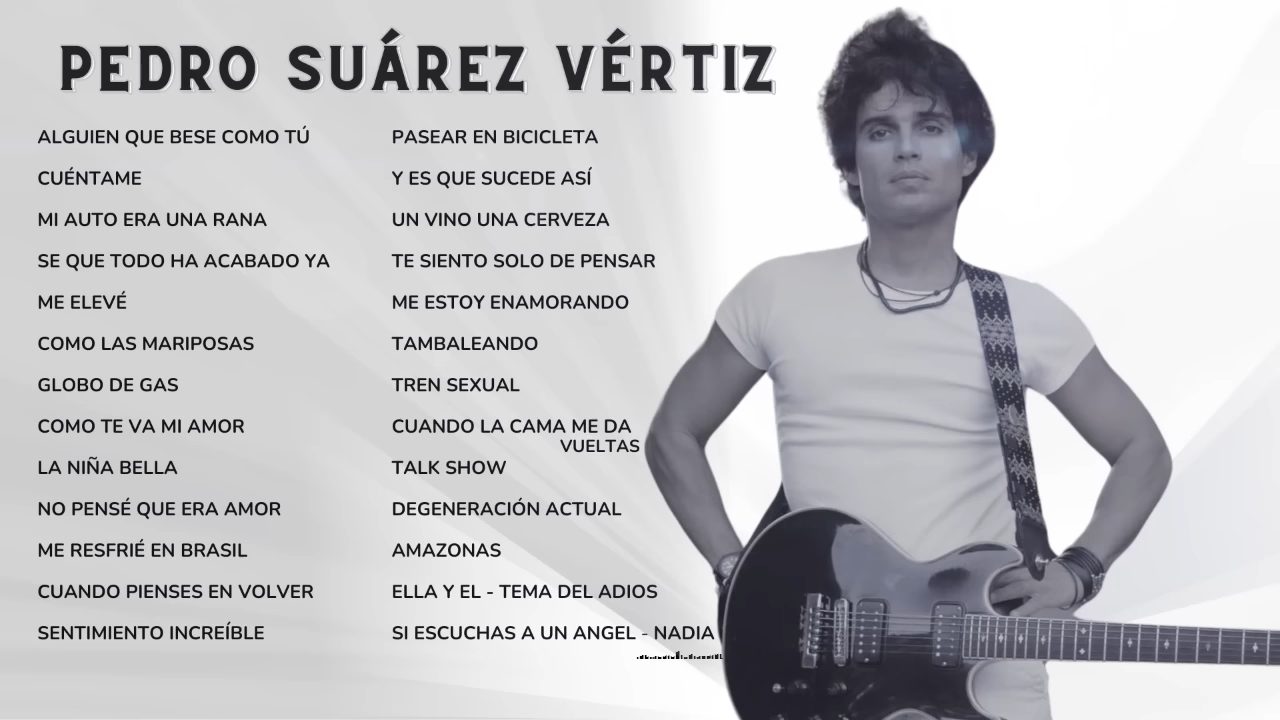 PEDRO SUÁREZ VÉRTIZ
ALGUIEN QUE BESE COMO TÚ
CUÉNTAME
MI AUTO ERA UNA RANA
SE QUE TODO HA ACABADO YA
ME ELEVÉ
COMO LAS MARIPOSAS
GLOBO DE GAS
COMO TE VA MI AMOR
LA NIÑA BELLA
NO PENSÉ QUE ERA AMOR
ME RESFRIÉ EN BRASIL
CUANDO PIENSES EN VOLVER
SENTIMIENTO INCREÍBLE
PASEAR EN BICICLETA
Y ES QUE SUCEDE ASÍ
UN VINO UNA CERVEZA
TE SIENTO SOLO DE PENSAR
ME ESTOY ENAMORANDO
TAMBALEANDO
TREN SEXUAL
CUANDO LA CAMA ME DA
VUELTAS
TALK SHOW
DEGENERACIÓN ACTUAL
AMAZONAS
ELLA Y EL - TEMA DEL ADIOS
SI ESCUCHAS A UN ANGEL - NADIA